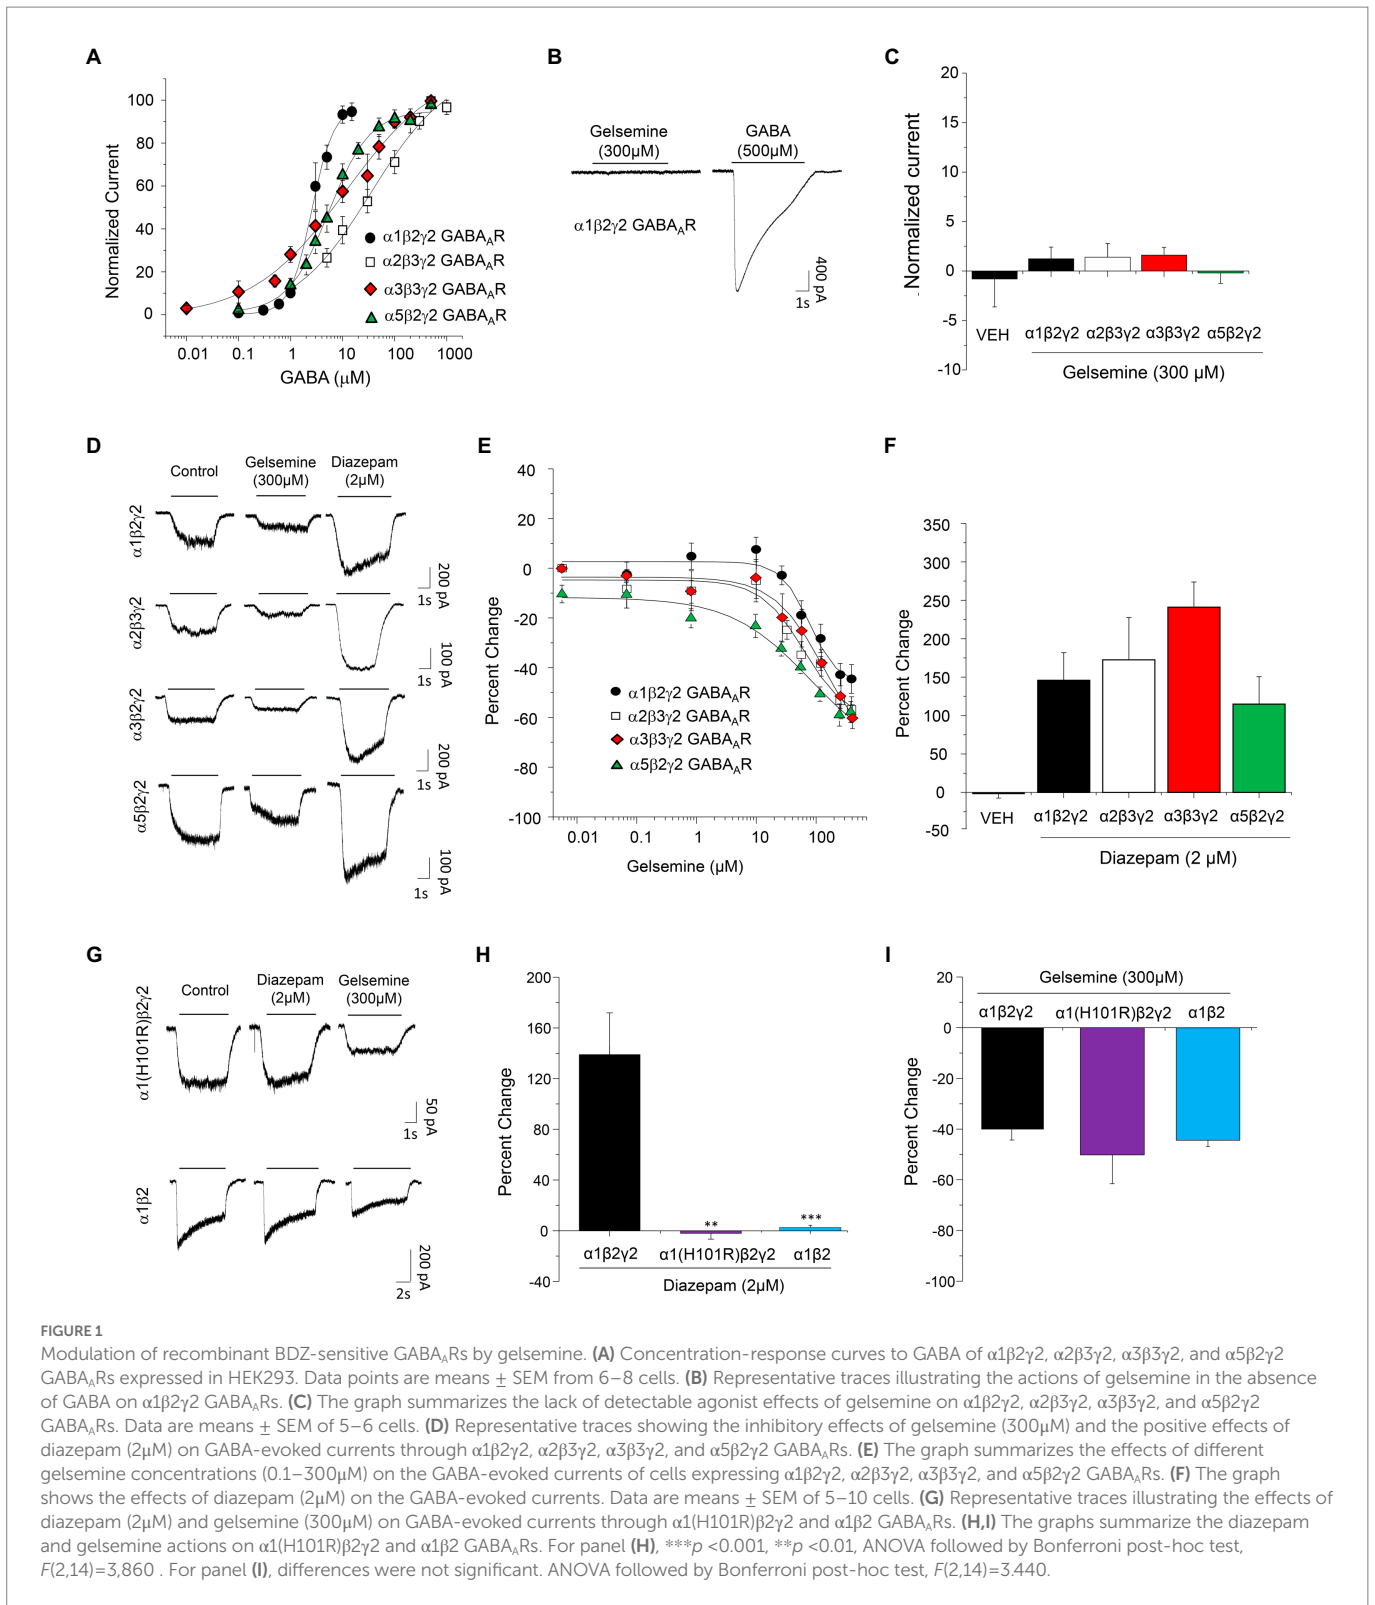 A
Normalized Current
100
80
60
40
20
0
0.01
0.1
1
10
100
1000
GABA (μM)
α1β2γ2 GABAAR
α2β3γ2 GABAAR
α3β3γ2 GABAAR
α5β2γ2 GABAAR
B
Gelsemine
(300μM)
GABA
(500μM)
α1β2γ2 GABAAR
400 pA
1s
C
Normalized current
20
15
10
5
0
-5
-10
VEH
α1β2γ2 α2β3γ2 α3β3γ2 α5β2γ2
Gelsemine (300 μM)
D
Control
Gelsemine
(300μM)
Diazepam
(2μM)
α1β2γ2
200 pA
1s
α2β3γ2
100 pA
1s
α3β2γ2
200 pA
1s
α5β2γ2
100 pA
1s
E
Percent Change
40
20
0
-20
-40
-60
-80
-100
0.01
0.1
1
10
100
Gelsemine (μM)
α1β2γ2 GABAAR
α2β3γ2 GABAAR
α3β3γ2 GABAAR
α5β2γ2 GABAAR
F
Percent Change
350
300
250
200
150
100
50
0
-50
VEH
α1β2γ2 α2β3γ2 α3β3γ2 α5β2γ2
Diazepam (2 μM)
G
Control
Diazepam
(2μM)
Gelsemine
(300μM)
α1(H101R)β2γ2
50 pA
1s
α1β2
200 pA
2s
H
Percent Change
200
160
120
80
40
0
-40
**
***
α1β2γ2 α1(H101R)β2γ2 α1β2
Diazepam (2μM)
I
Percent Change
20
0
-20
-40
-60
-80
-100
Gelsemine (300μM)
α1β2γ2 α1(H101R)β2γ2 α1β2
FIGURE 1
Modulation of recombinant BDZ-sensitive GABAARs by gelsemine. (A) Concentration-response curves to GABA of α1β2γ2, α2β3γ2, α3β3γ2, and α5β2γ2
GABAARs expressed in HEK293. Data points are means ± SEM from 6–8 cells. (B) Representative traces illustrating the actions of gelsemine in the absence
of GABA on α1β2γ2 GABAARs. (C) The graph summarizes the lack of detectable agonist effects of gelsemine on α1β2γ2, α2β3γ2, α3β3γ2, and α5β2γ2
GABAARs. Data are means ± SEM of 5–6 cells. (D) Representative traces showing the inhibitory effects of gelsemine (300μM) and the positive effects of
diazepam (2μM) on GABA-evoked currents through α1β2γ2, α2β3γ2, α3β3γ2, and α5β2γ2 GABAARs. (E) The graph summarizes the effects of different
gelsemine concentrations (0.1–300μM) on the GABA-evoked currents of cells expressing α1β2γ2, α2β3γ2, α3β3γ2, and α5β2γ2 GABAARs. (F) The graph
shows the effects of diazepam (2μM) on the GABA-evoked currents. Data are means ± SEM of 5–10 cells. (G) Representative traces illustrating the effects of
diazepam (2μM) and gelsemine (300μM) on GABA-evoked currents through α1(H101R)β2γ2 and α1β2 GABAARs. (H,I) The graphs summarize the diazepam
and gelsemine actions on α1(H101R)β2γ2 and α1β2 GABAARs. For panel (H), ***p <0.001, **p <0.01, ANOVA followed by Bonferroni post-hoc test,
F(2,14)=3,860 . For panel (I), differences were not significant. ANOVA followed by Bonferroni post-hoc test, F(2,14)=3.440.